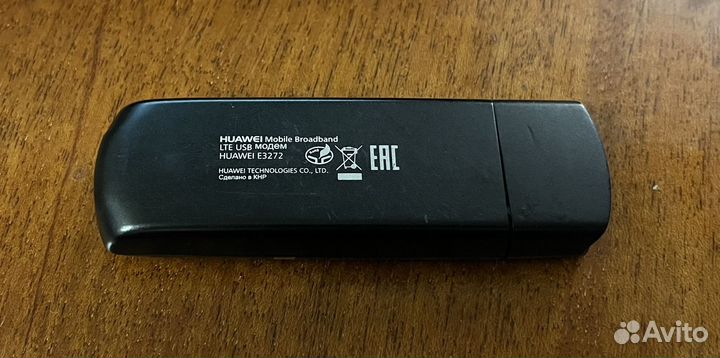 HUAWEI Mobile Broadband
LTE USB модем
HUAWEI E3272
HUAWEI TECHNOLOGIES CO., LTD.
Сделано в КНР
EAC
Avito